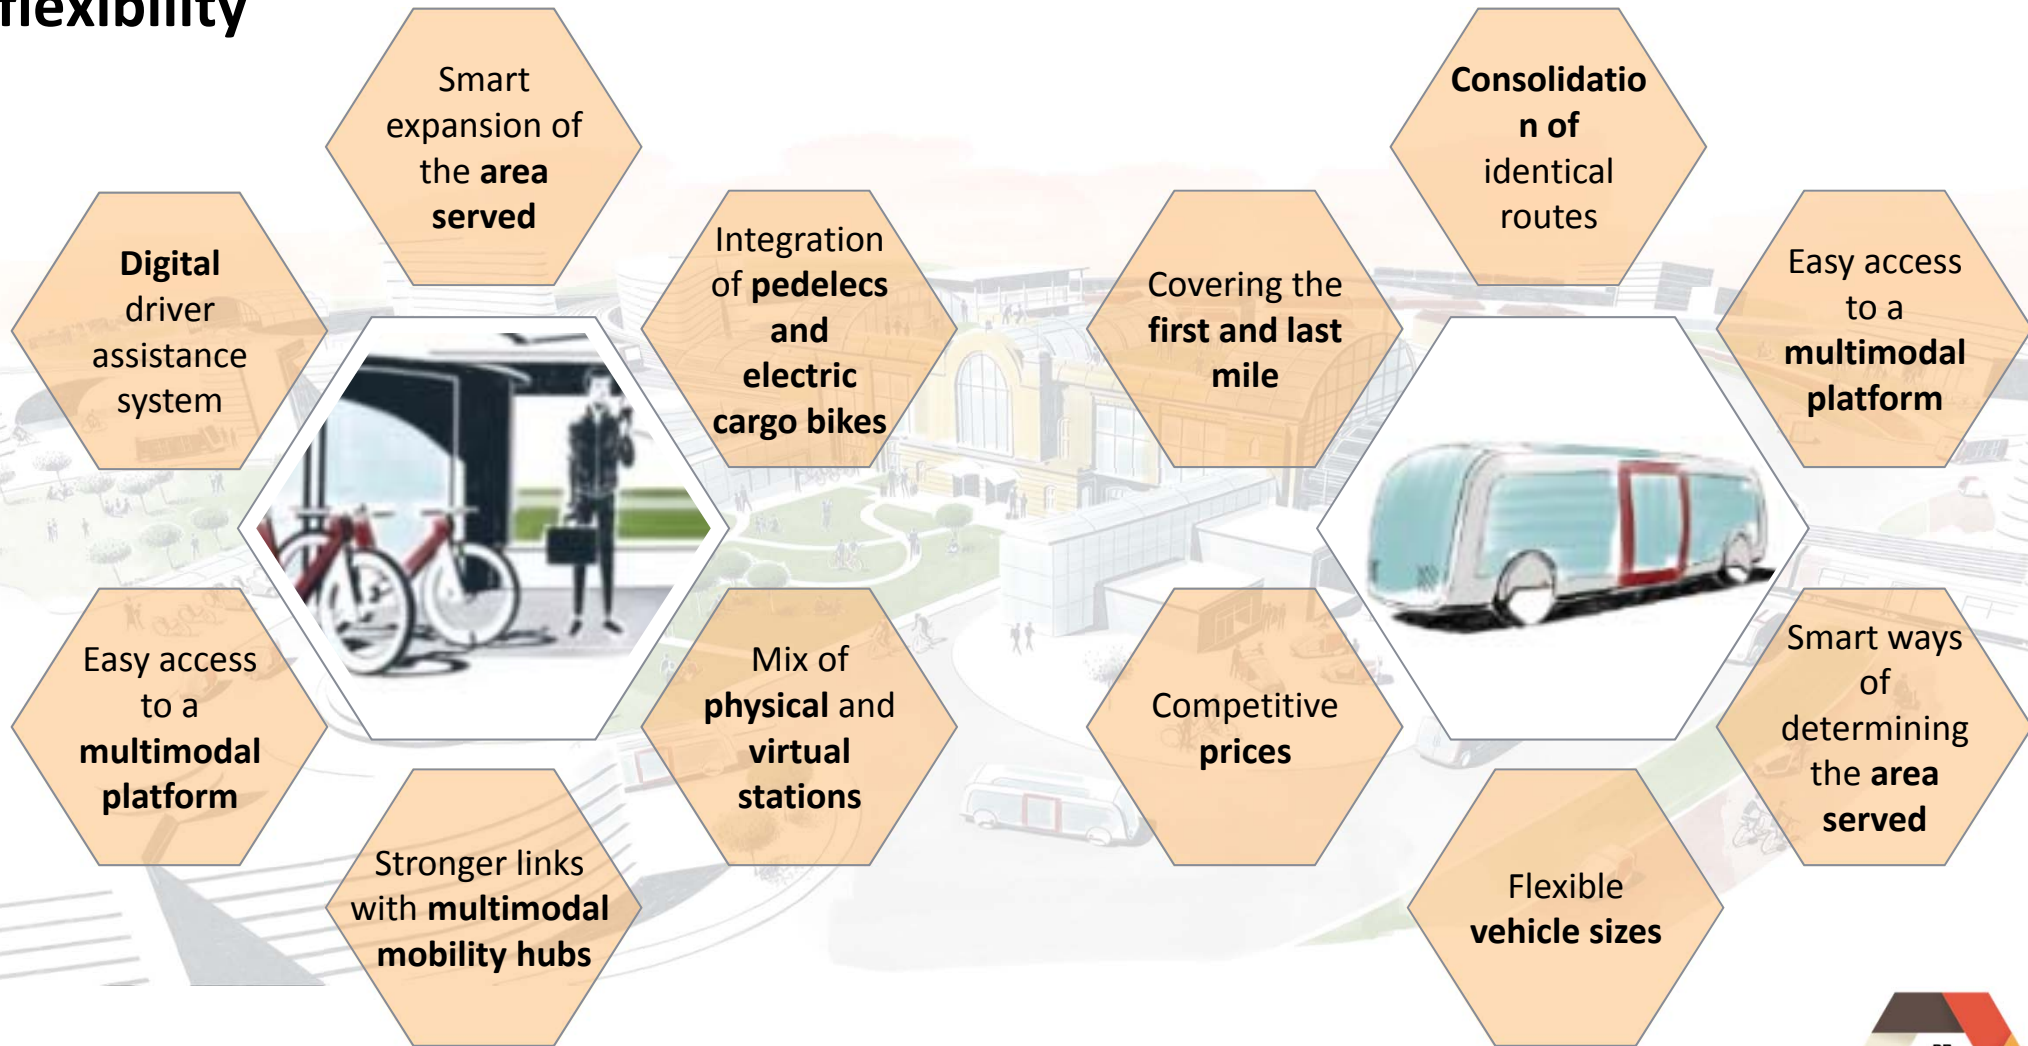 flexibility
Smart
expansion of
the area
served
Digital
driver
assistance
system
Integration
of pedelecs
and
electric
cargo bikes
Easy access
to a
multimodal
platform
Mix of
physical and
virtual
stations
Stronger links
with multimodal
mobility hubs
Consolidatio
n of
identical
routes
Covering the
first and last
mile
Easy access
to a
multimodal
platform
Competitive
prices
Smart ways
of
determining
the area
served
Flexible
vehicle sizes